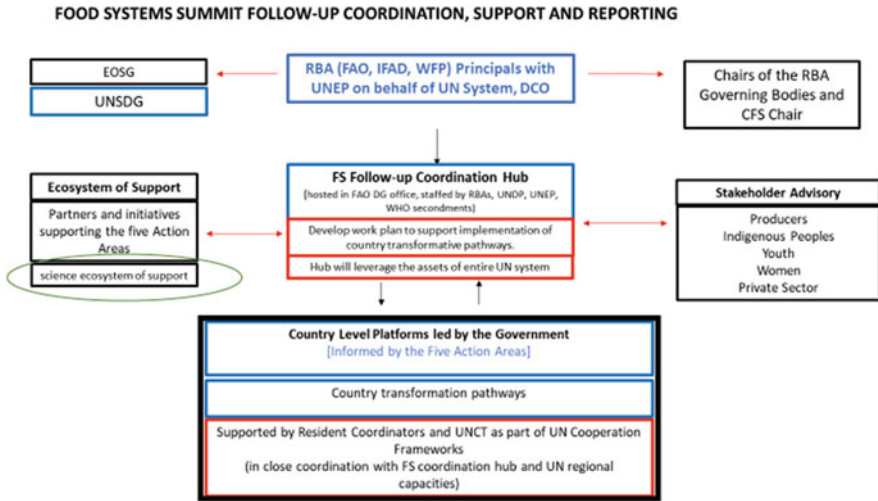 FOOD SYSTEMS SUMMIT FOLLOW-UP COORDINATION, SUPPORT AND REPORTING
EOSG
UNSDG
RBA (FAO, IFAD, WFP) Principals with
UNEP on behalf of UN System, DCO
Chairs of the RBA
Governing Bodies and
CFS Chair
Ecosystem of Support
Partners and initiatives
supporting the five Action
Areas
science ecosystem of support
FS Follow-up Coordination Hub
(hosted in FAO DG office, staffed by RBAs, UNDP, UNEP,
WHO secondments)
Develop work plan to support implementation of
country transformative pathways.
Hub will leverage the assets of entire UN system
Stakeholder Advisory
Producers
Indigenous Peoples
Youth
Women
Private Sector
Country Level Platforms led by the Government
[Informed by the Five Action Areas]
Country transformation pathways
Supported by Resident Coordinators and UNCT as part of UN Cooperation
Frameworks
(in close coordination with FS coordination hub and UN regional
capacities)